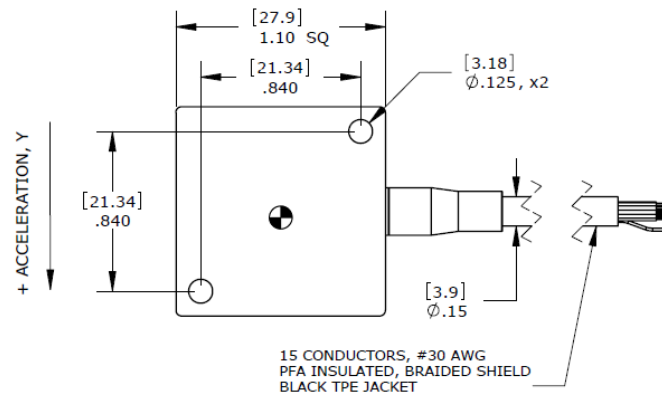 [27.9]
1.10 SQ
[21.34]
.840
[3.18]
Ø.125, x2
+ ACCELERATION, Y
[21.34]
.840
[3.9]
Ø.15
15 CONDUCTORS, #30 AWG
PFA INSULATED, BRAIDED SHIELD
BLACK TPE JACKET